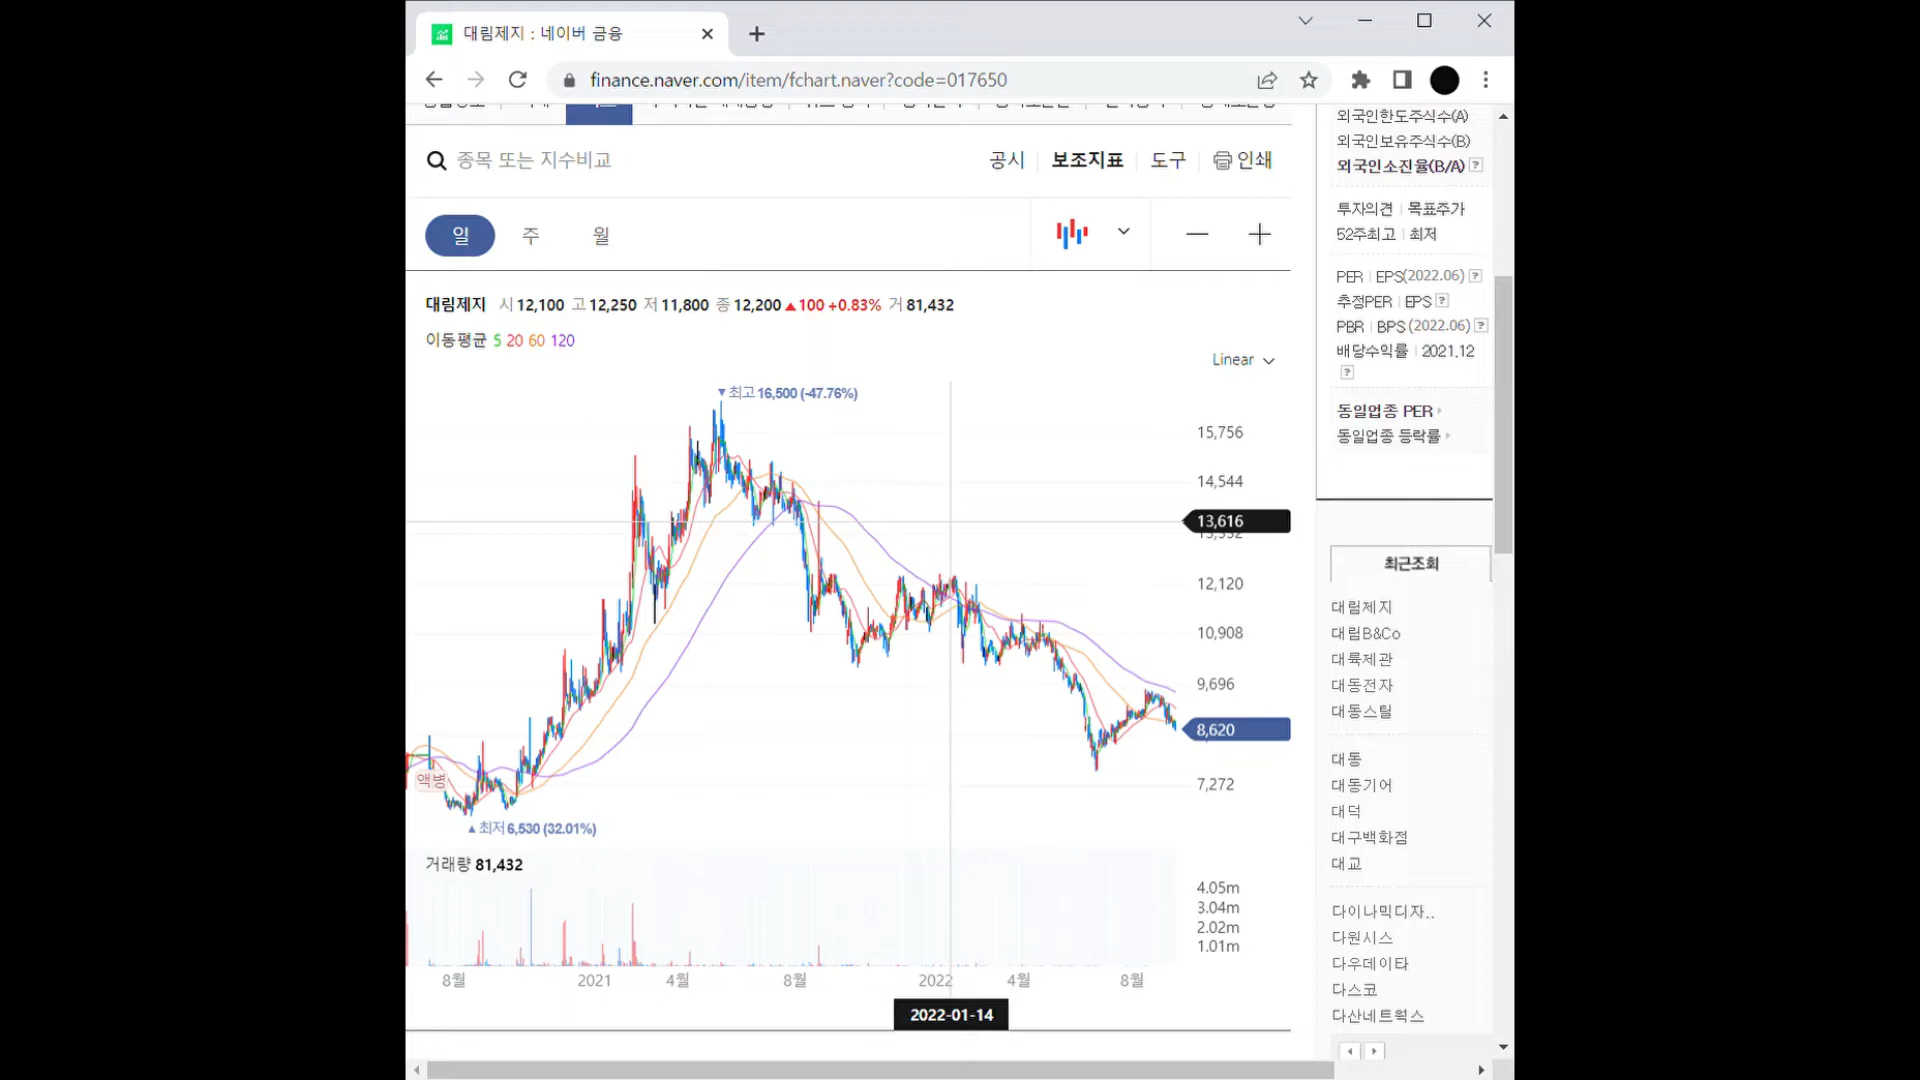 대림제지 : 네이버 금융
finance.naver.com/item/fchart.naver?code=017650
종목 또는 지수비교
공시 보조지표 도구 인쇄
일 주 월
대림제지 시 12,100 고 12,250 저 11,800 종 12,200 ▲100 +0.83% 거 81,432
이동평균 5 20 60 120
Linear
▼최고 16,500 (-47.76%)
15,756
14,544
13,616
12,120
10,908
9,696
8,620
7,272
액병
▲최저 6,530 (32.01%)
거래량 81,432
4.05m
3.04m
2.02m
1.01m
8월 2021 4월 8월 2022 4월 8월
2022-01-14
외국인한도주식수(A)
외국인보유주식수(B)
외국인소진율(B/A) ?
투자의견 | 목표주가
52주최고 | 최저
PER | EPS(2022.06) ?
추정PER | EPS ?
PBR | BPS (2022.06) ?
배당수익률 | 2021.12
?
동일업종 PER
동일업종 등락률
최근조회
대림제지
대림B&Co
대륙제관
대동전자
대동스틸
대동
대동기어
대덕
대구백화점
대교
다이나믹디자..
다원시스
다우데이타
다스코
다산네트웍스